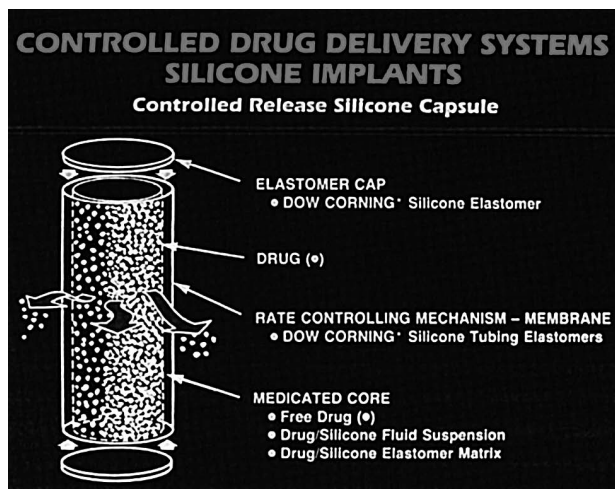 CONTROLLED DRUG DELIVERY SYSTEMS
SILICONE IMPLANTS
Controlled Release Silicone Capsule
ELASTOMER CAP
• DOW CORNING* Silicone Elastomer
DRUG (•)
RATE CONTROLLING MECHANISM – MEMBRANE
• DOW CORNING* Silicone Tubing Elastomers
MEDICATED CORE
• Free Drug (•)
• Drug/Silicone Fluid Suspension
• Drug/Silicone Elastomer Matrix